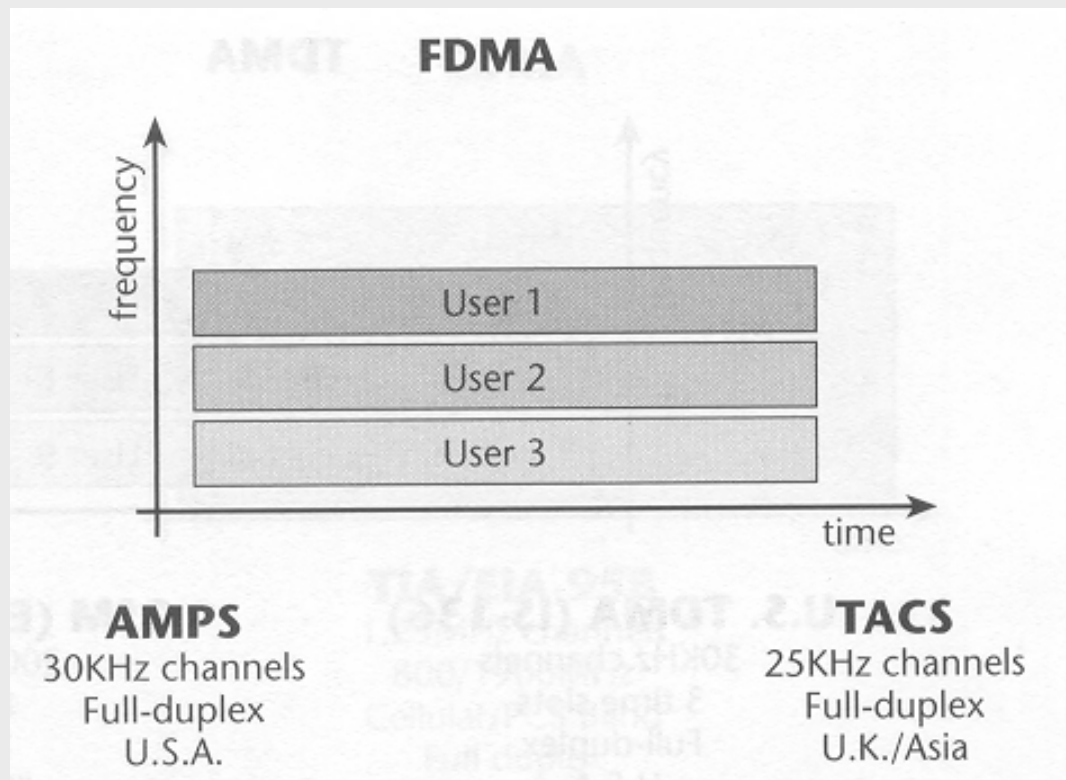 FDMA
frequency
User 1
User 2
User 3
time
AMPS
30KHz channels
Full-duplex
U.S.A.
TACS
25KHz channels
Full-duplex
U.K./Asia